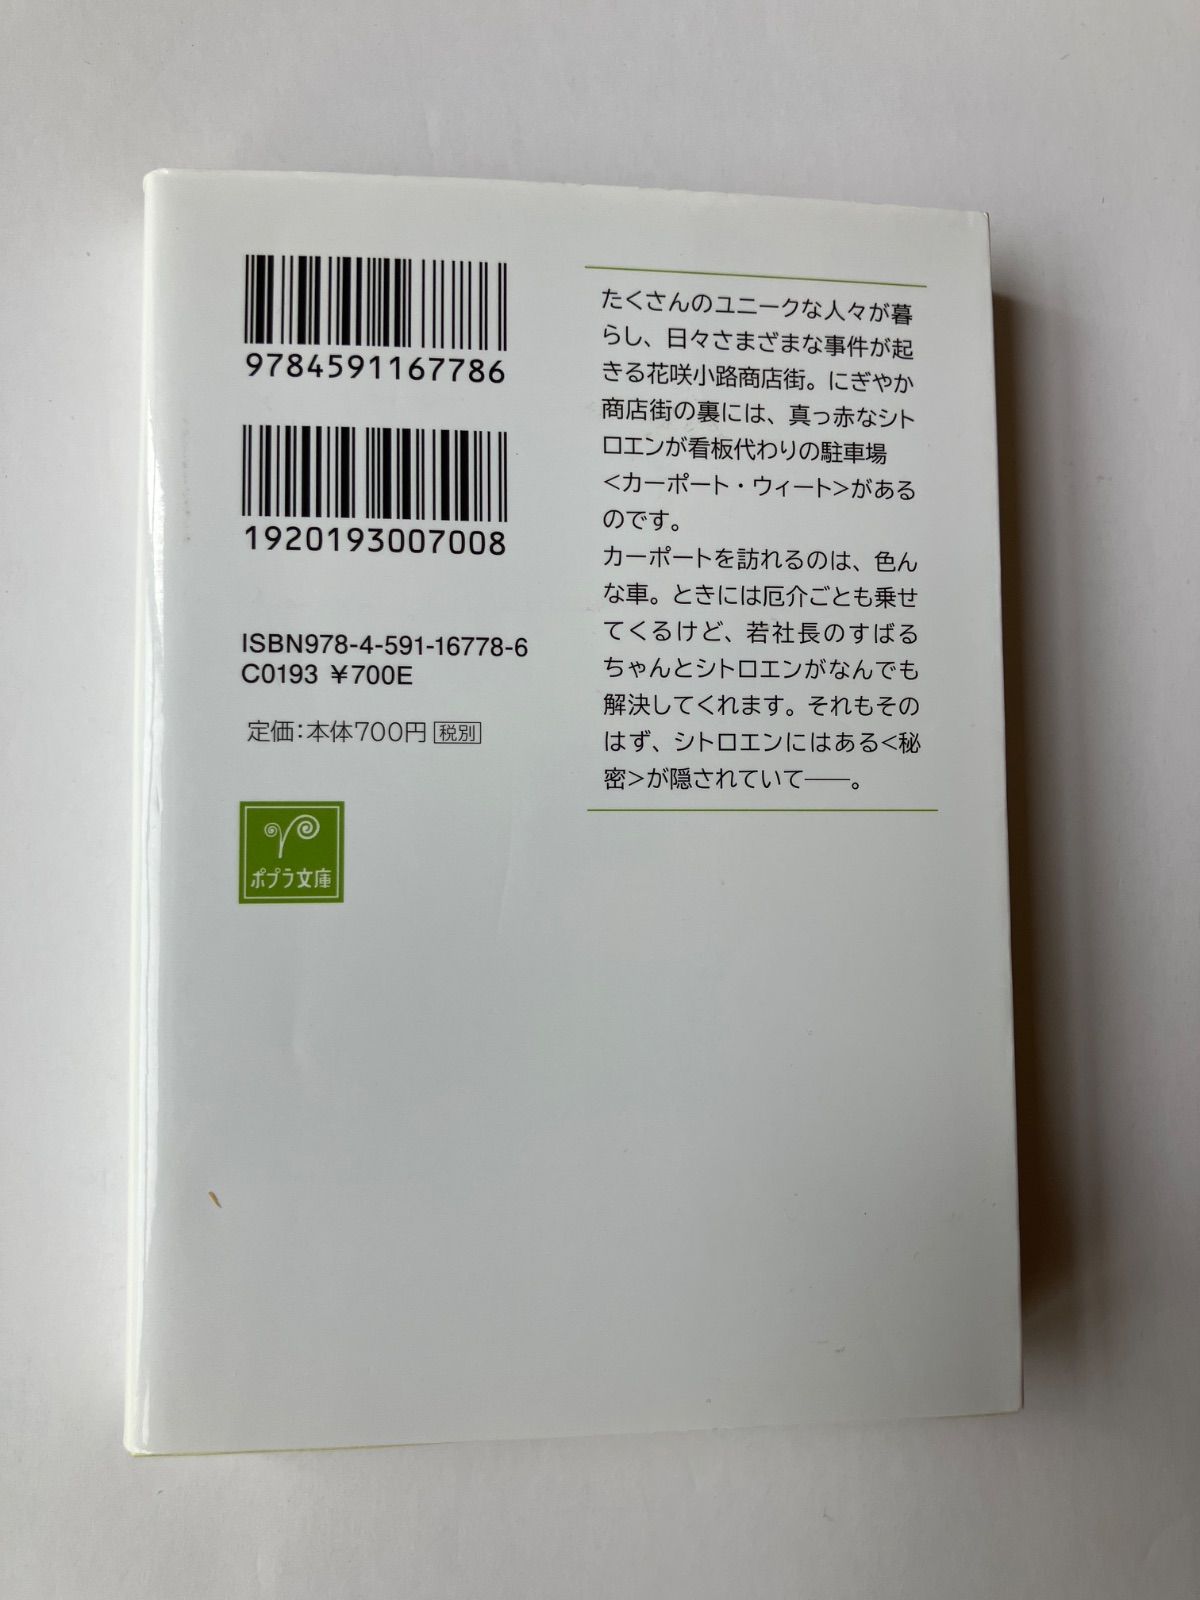 9784591167786
1920193007008
ISBN978-4-591-16778-6
C0193 ¥700E
定価:本体700円 税別
ポプラ文庫
たくさんのユニークな人々が暮
らし、日々さまざまな事件が起
きる花咲小路商店街。にぎやか
商店街の裏には、真っ赤なシト
ロエンが看板代わりの駐車場
<カーポート・ウィート>がある
のです。
カーポートを訪れるのは、色ん
な車。ときには厄介ごとも乗せ
てくるけど、若社長のすばる
ちゃんとシトロエンがなんでも
解決してくれます。それもその
はず、シトロエンにはある<秘
密>が隠されていて――。